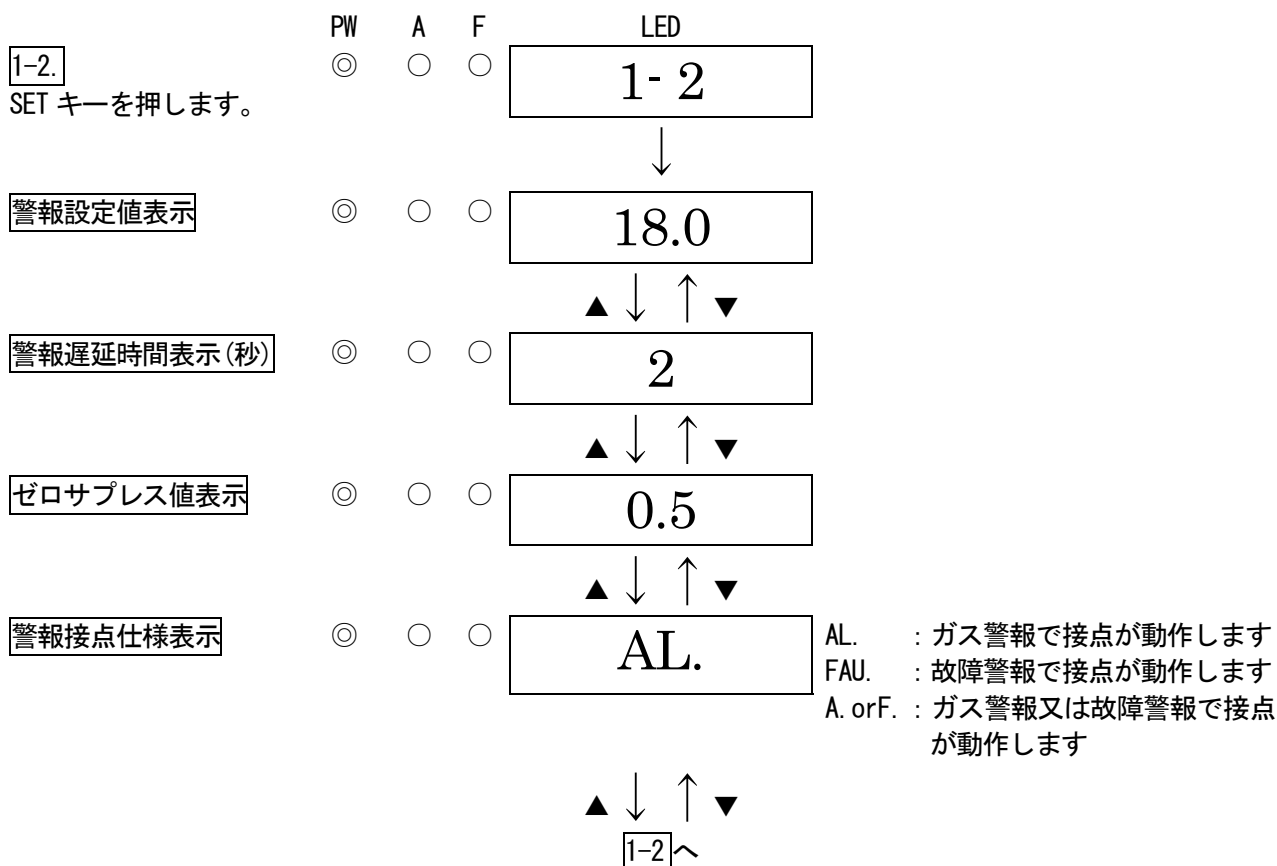 PW A F LED
1-2. ◎ ○ ○ 1- 2
SET キーを押します。
↓
警報設定値表示 ◎ ○ ○ 18.0
▲ ↓ ↑ ▼
警報遅延時間表示(秒) ◎ ○ ○ 2
▲ ↓ ↑ ▼
ゼロサプレス値表示 ◎ ○ ○ 0.5
▲ ↓ ↑ ▼
警報接点仕様表示 ◎ ○ ○ AL.
AL. :ガス警報で接点が動作します
FAU. :故障警報で接点が動作します
A.orF. :ガス警報又は故障警報で接点
が動作します
▲ ↓ ↑ ▼
1-2 へ